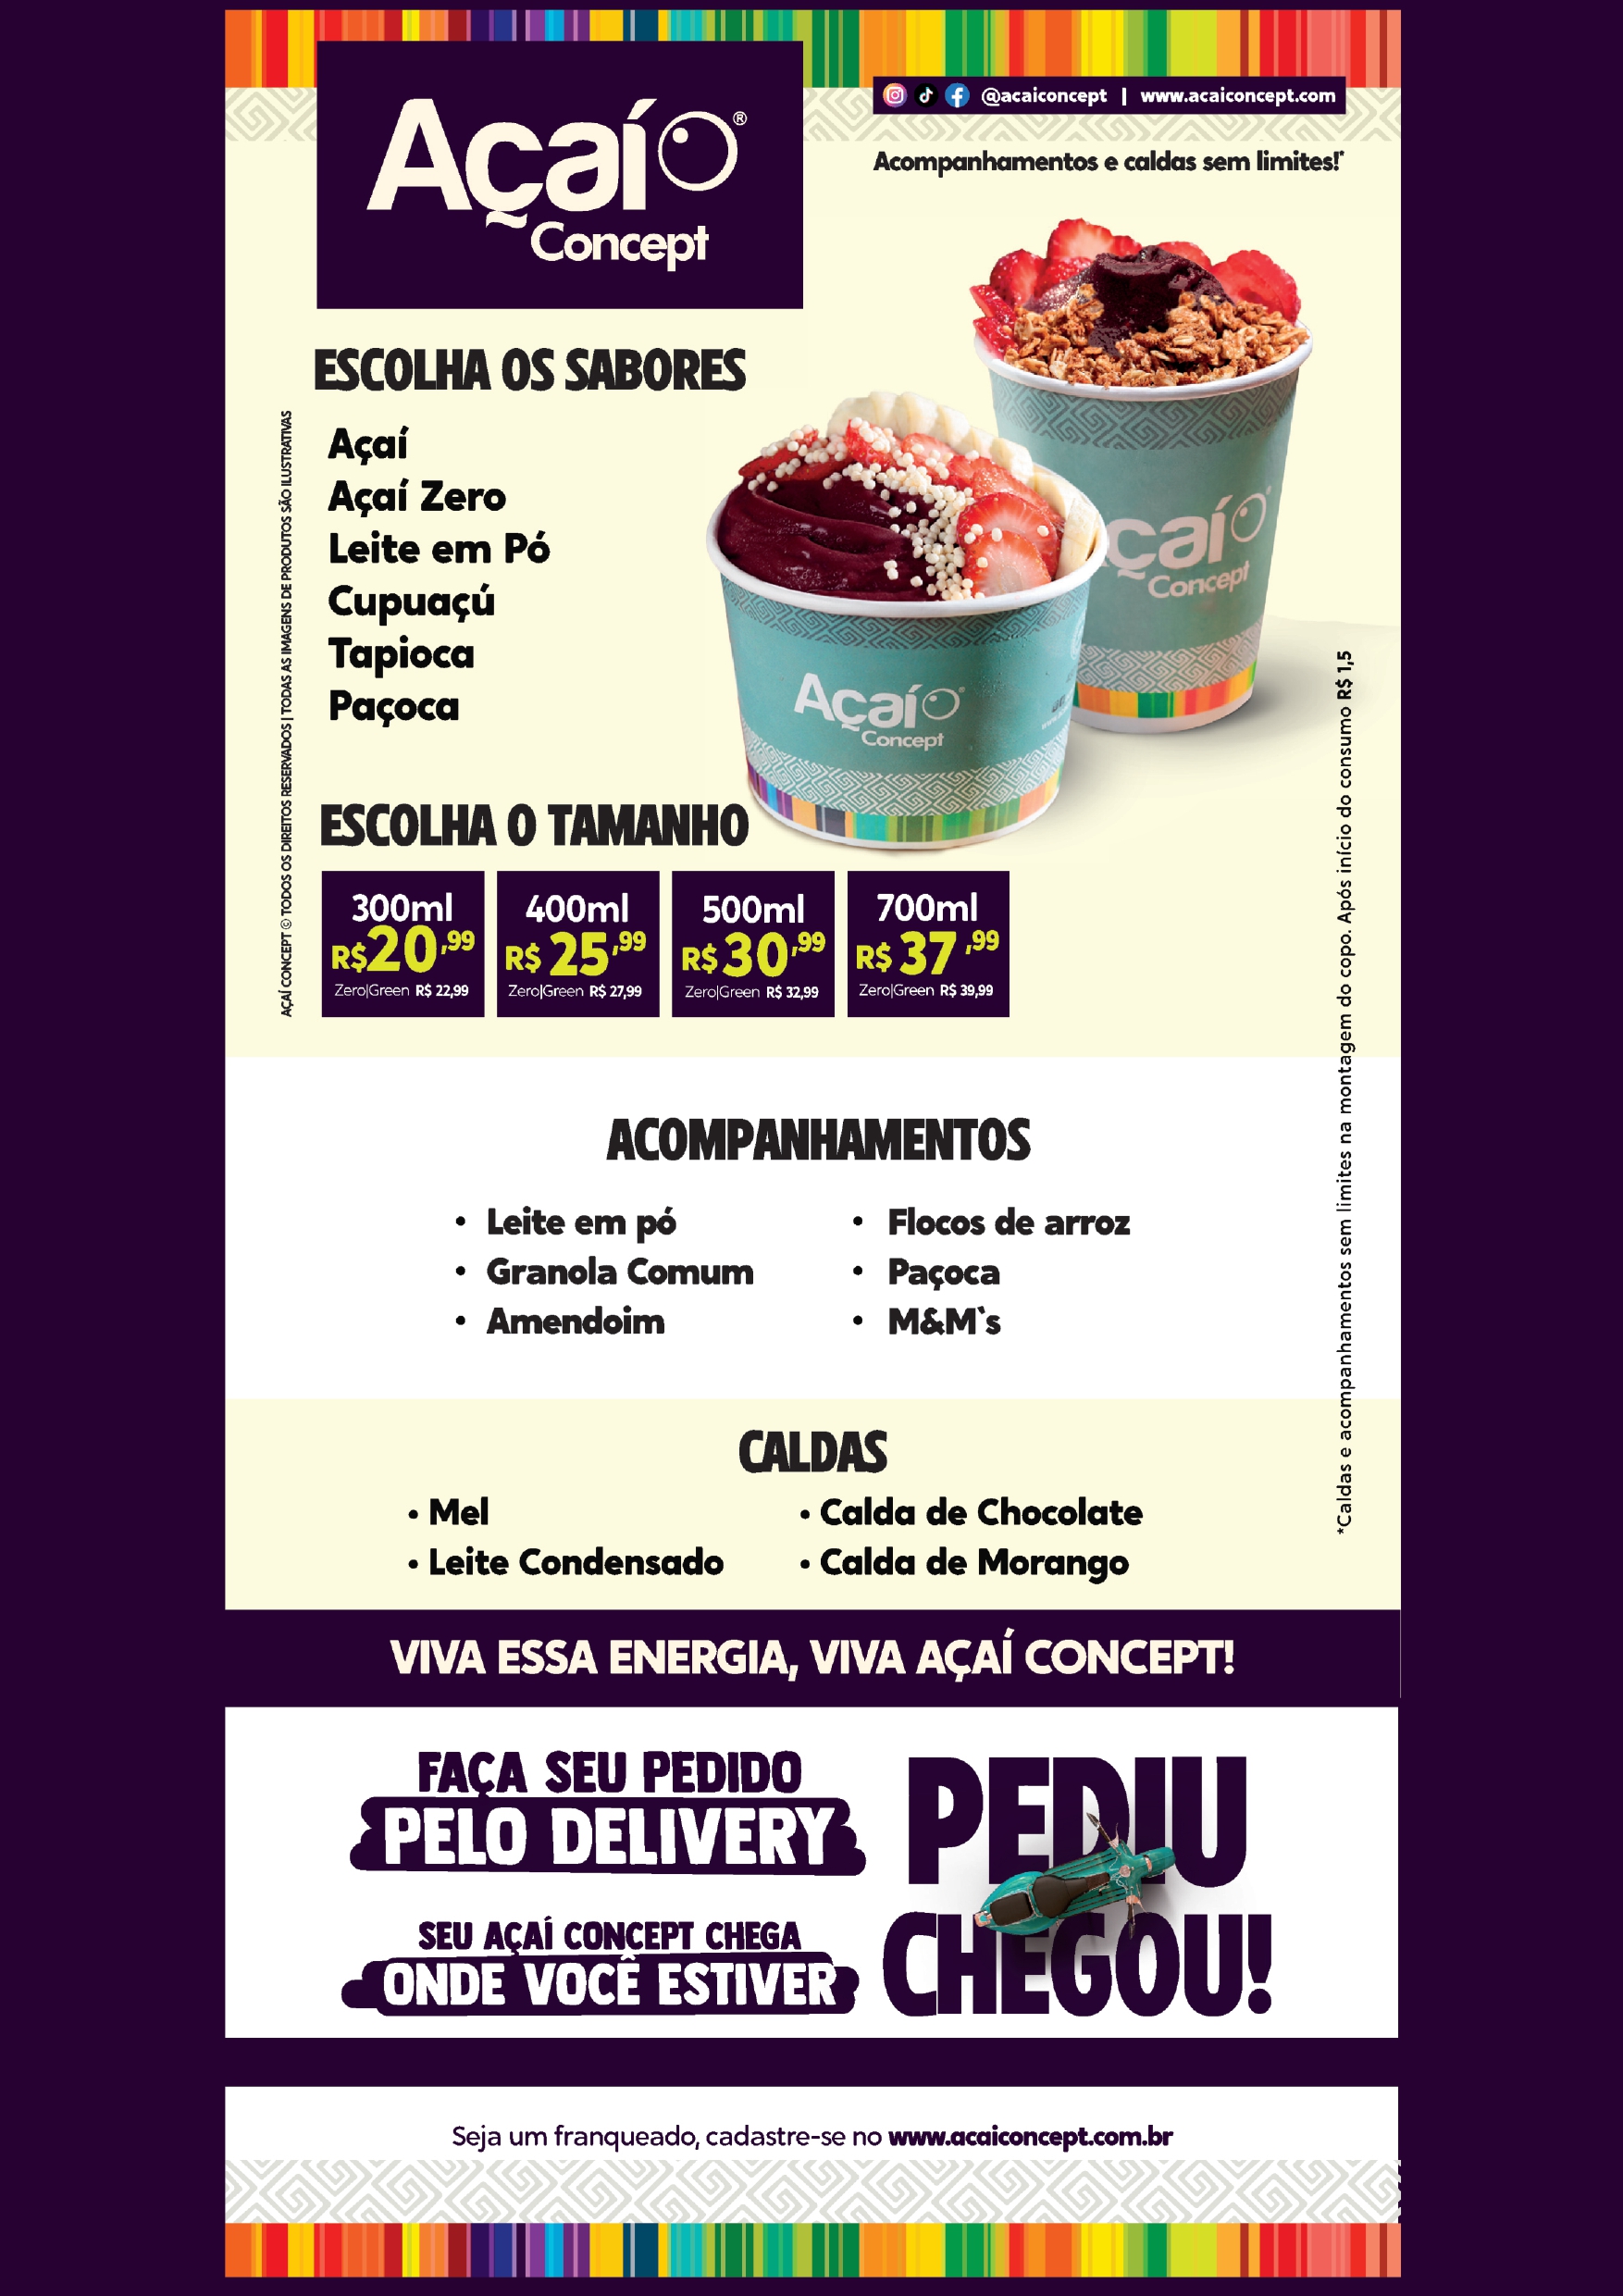 Açaí®
Concept
@acaiconcept | www.acaiconcept.com
Acompanhamentos e caldas sem limites!*
ESCOLHA OS SABORES
Açaí
Açaí Zero
Leite em Pó
Cupuaçú
Tapioca
Paçoca
çaí
Concept
Açaí
Concept
AÇAÍ CONCEPT © TODOS OS DIREITOS RESERVADOS | TODAS AS IMAGENS DE PRODUTOS SÃO ILUSTRATIVAS
ESCOLHA O TAMANHO
300ml
R$20,99
Zero|Green R$ 22,99
400ml
R$ 25,99
Zero|Green R$ 27,99
500ml
R$ 30,99
Zero|Green R$ 32,99
700ml
R$ 37,99
Zero|Green R$ 39,99
*Caldas e acompanhamentos sem limites na montagem do copo. Após início do consumo R$ 1,5
ACOMPANHAMENTOS
• Leite em pó
• Granola Comum
• Amendoim
• Flocos de arroz
• Paçoca
• M&M`s
CALDAS
• Mel
• Leite Condensado
• Calda de Chocolate
• Calda de Morango
VIVA ESSA ENERGIA, VIVA AÇAÍ CONCEPT!
FAÇA SEU PEDIDO
PELO DELIVERY
SEU AÇAÍ CONCEPT CHEGA
ONDE VOCÊ ESTIVER
PEDIU
CHEGOU!
Seja um franqueado, cadastre-se no www.acaiconcept.com.br